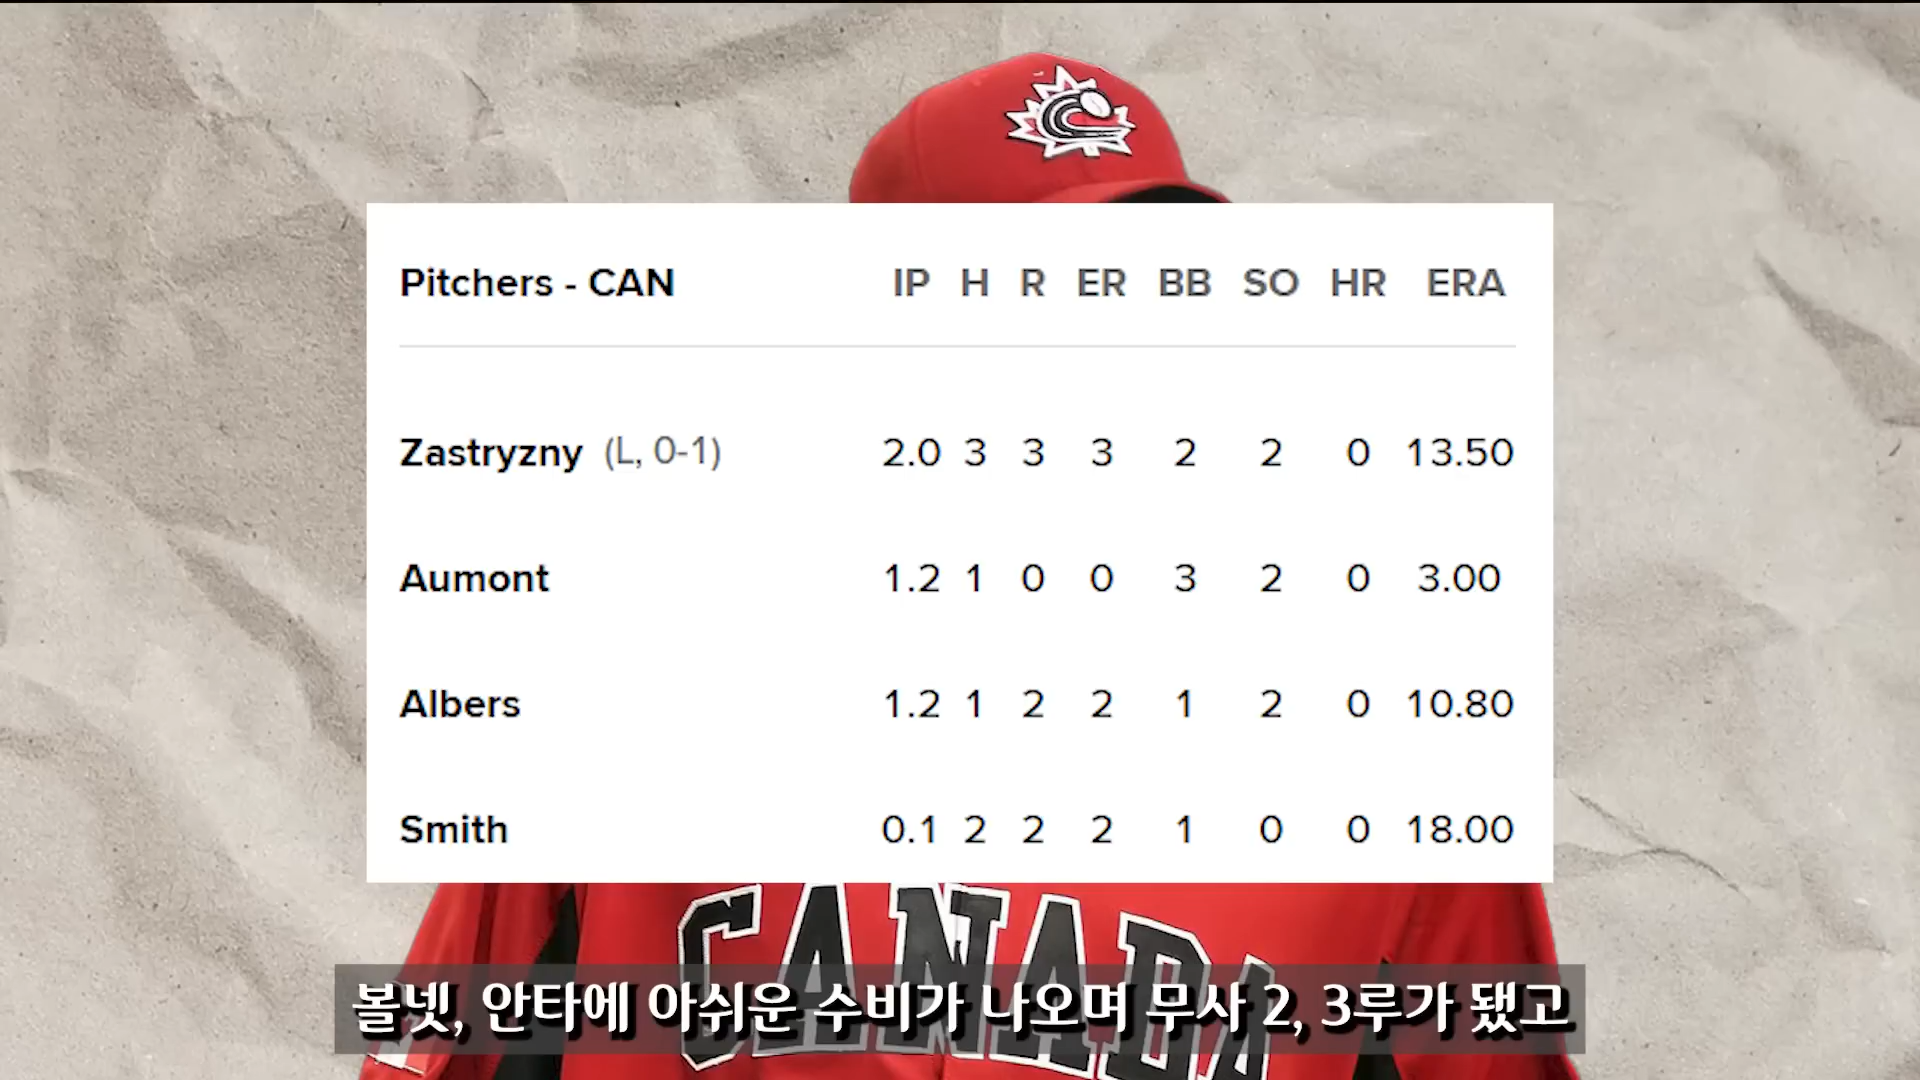 Pitchers - CAN IP H R ER BB SO HR ERA
Zastryzny (L, 0-1) 2.0 3 3 3 2 2 0 13.50
Aumont 1.2 1 0 0 3 2 0 3.00
Albers 1.2 1 2 2 1 2 0 10.80
Smith 0.1 2 2 2 1 0 0 18.00
CANADA
볼넷, 안타에 아쉬운 수비가 나오며 무사 2, 3루가 됐고